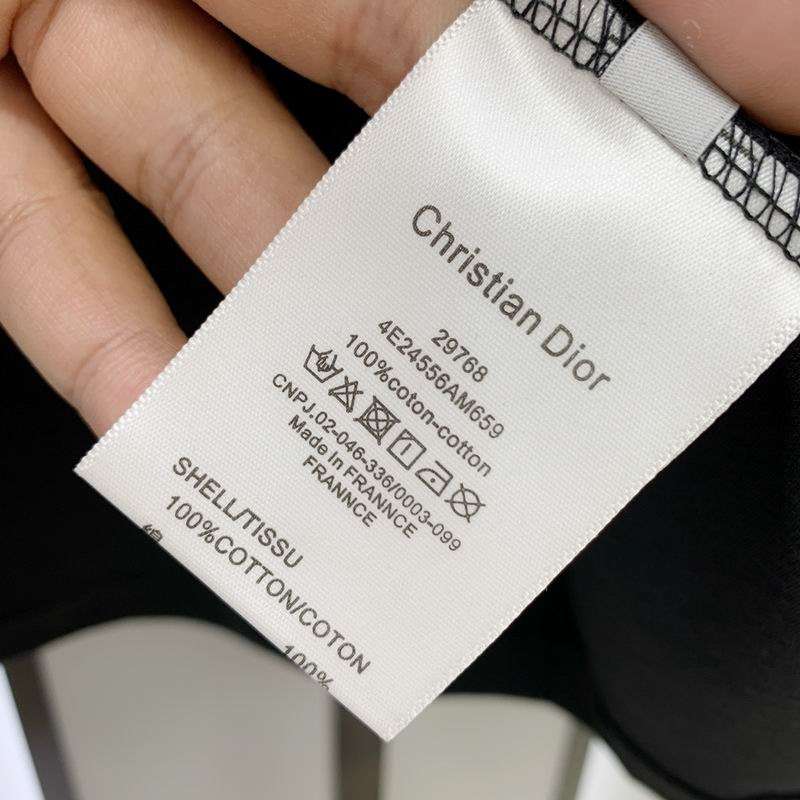 Christian Dior
29768
4E24556AM659
100%coton-cotton
CNPJ.02-046-336/0003-099
Made In FRANNCE
FRANNCE
SHELL/TISSU
100%COTTON/COTON
100%